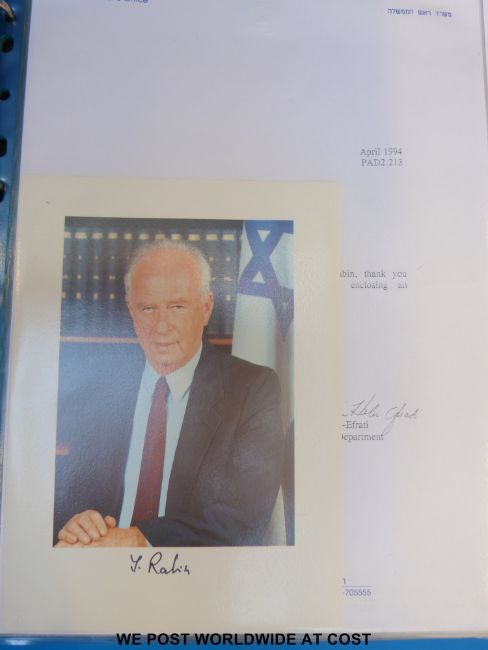 Office
משרד ראש הממשלה
April 1994
PAD2.213
abin, thank you
enclosing an
-Efrati
Department
-705555
Y. Rabin
WE POST WORLDWIDE AT COST